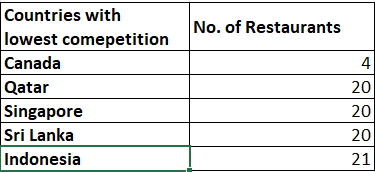 Countries with
lowest comepetition No. of Restaurants
Canada 4
Qatar 20
Singapore 20
Sri Lanka 20
Indonesia 21